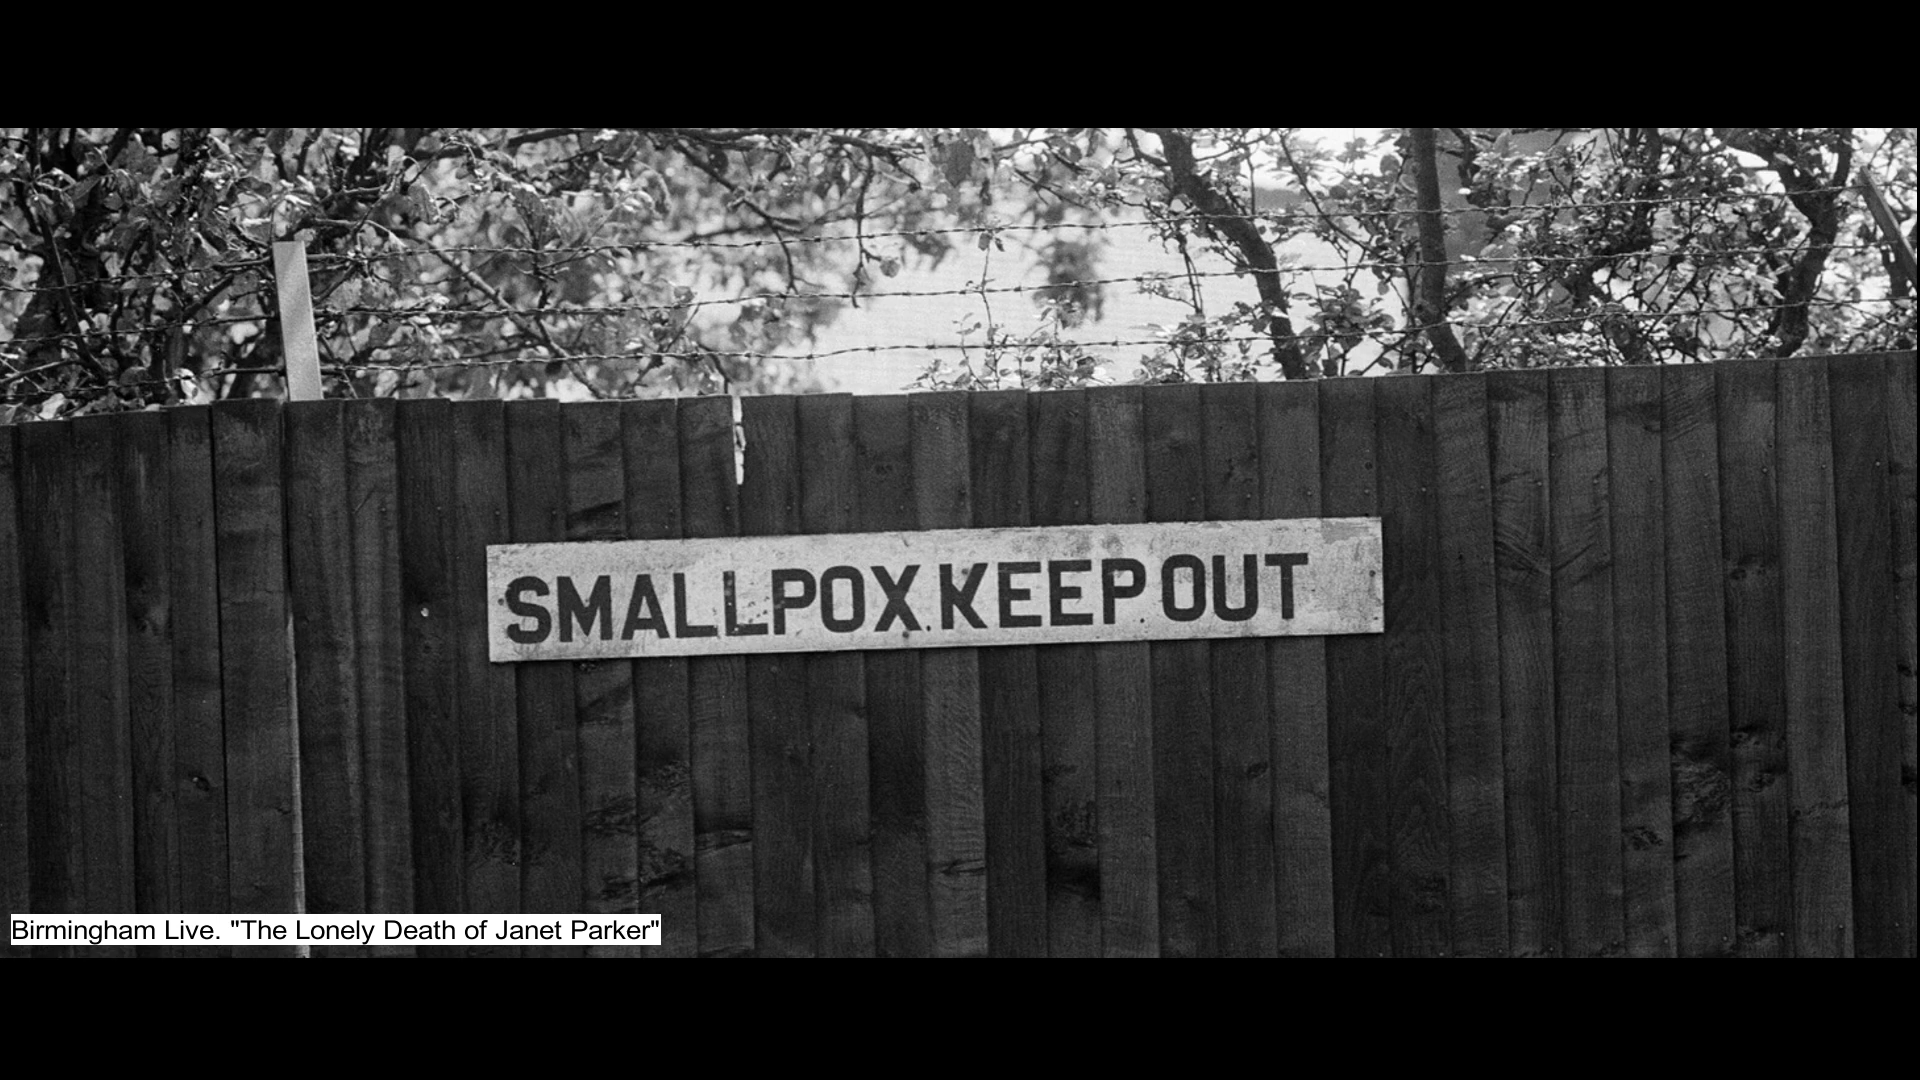 SMALLPOX.KEEP OUT
Birmingham Live. "The Lonely Death of Janet Parker"